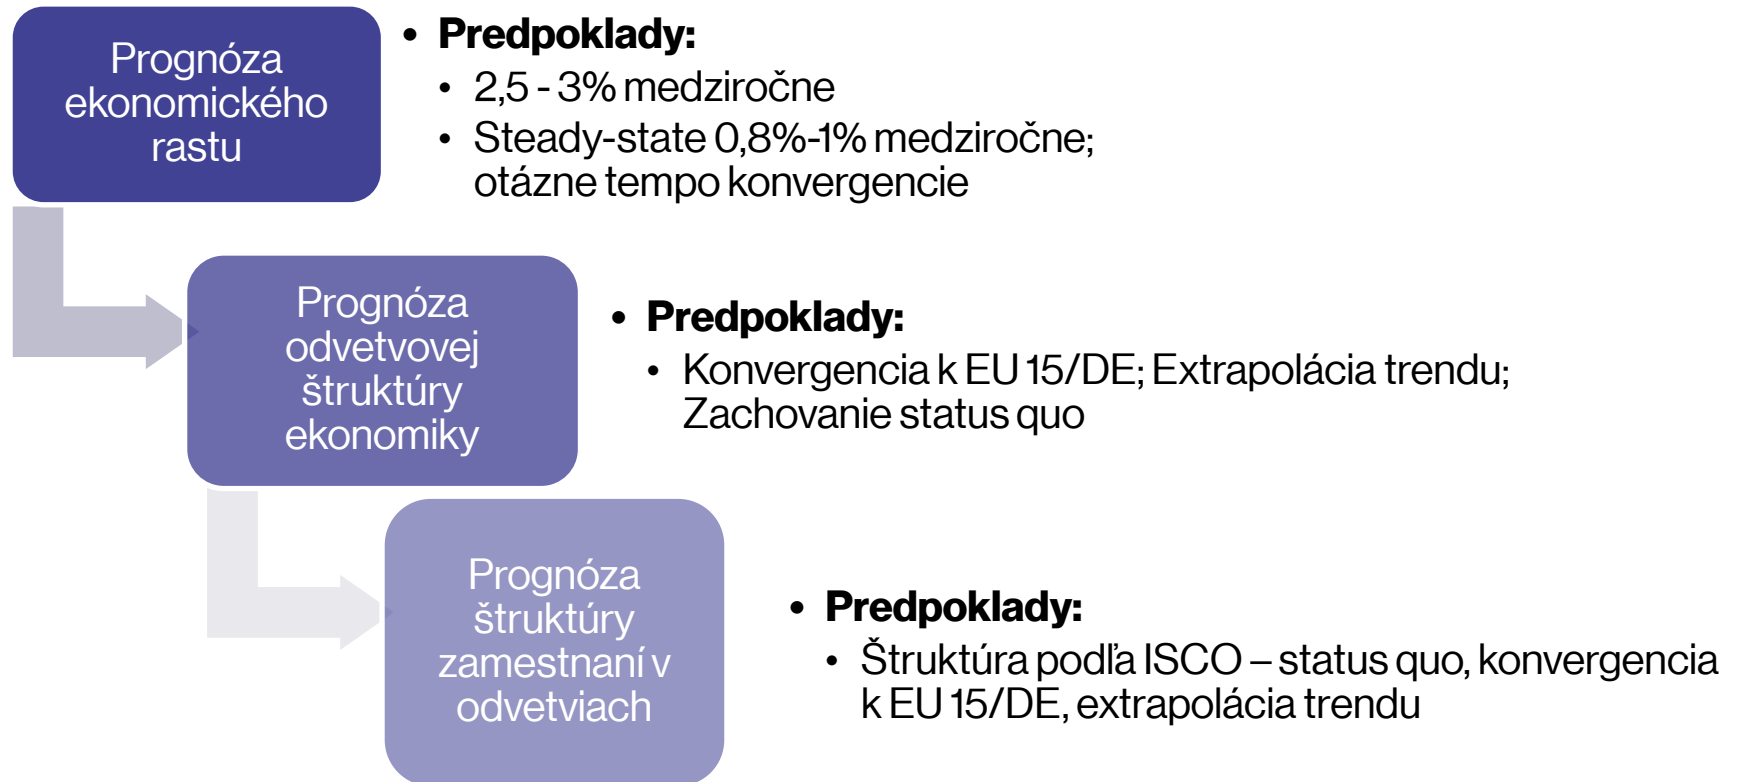 Prognóza
ekonomického
rastu
• Predpoklady:
• 2,5 - 3% medziročne
• Steady-state 0,8%-1% medziročne;
otázne tempo konvergencie
Prognóza
odvetvovej
štruktúry
ekonomiky
• Predpoklady:
• Konvergencia k EU 15/DE; Extrapolácia trendu;
Zachovanie status quo
Prognóza
štruktúry
zamestnaní v
odvetviach
• Predpoklady:
• Štruktúra podľa ISCO – status quo, konvergencia
k EU 15/DE, extrapolácia trendu